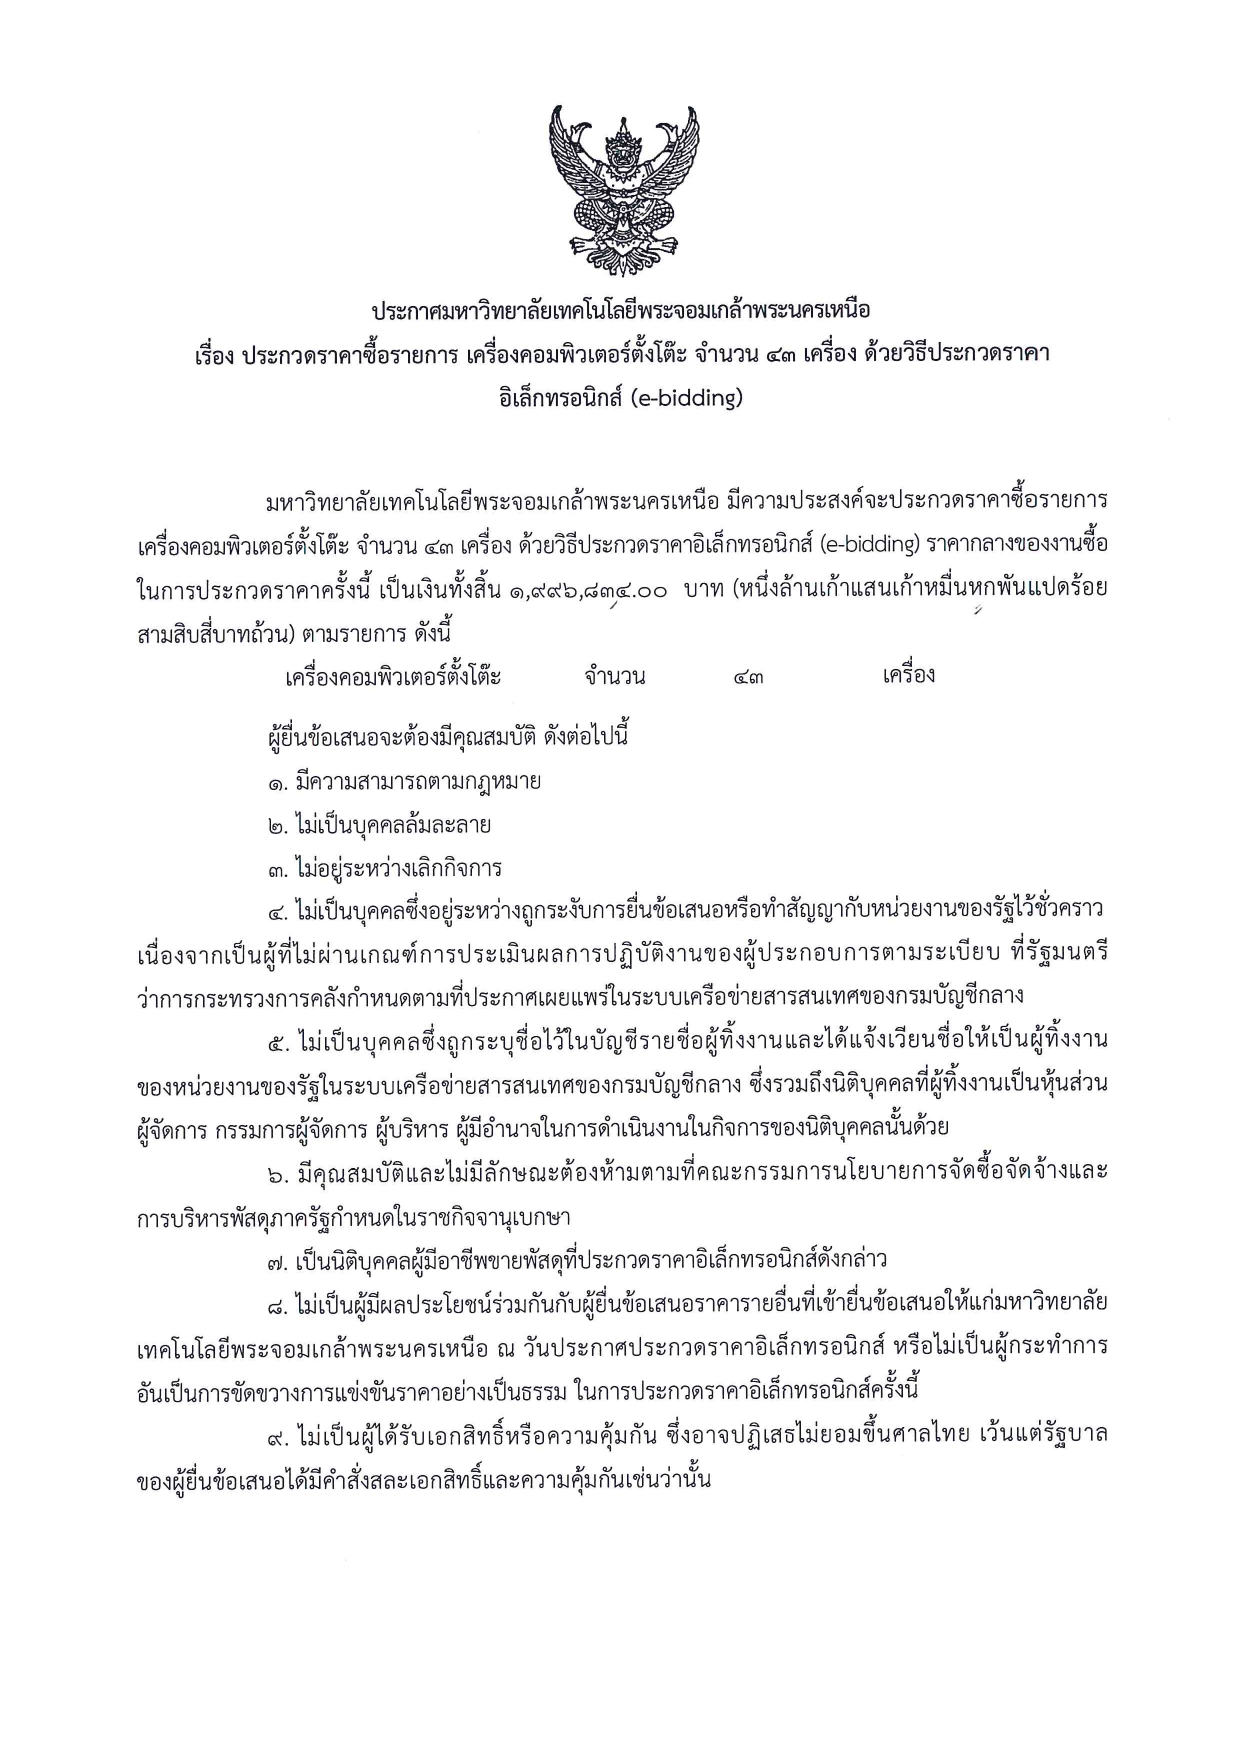 ประกาศมหาวิทยาลัยเทคโนโลยีพระจอมเกล้าพระนครเหนือ
เรื่อง ประกวดราคาซื้อรายการ เครื่องคอมพิวเตอร์ตั้งโต๊ะ จำนวน ๔๓ เครื่อง ด้วยวิธีประกวดราคา
อิเล็กทรอนิกส์ (e-bidding)
มหาวิทยาลัยเทคโนโลยีพระจอมเกล้าพระนครเหนือ มีความประสงค์จะประกวดราคาซื้อรายการ
เครื่องคอมพิวเตอร์ตั้งโต๊ะ จำนวน ๔๓ เครื่อง ด้วยวิธีประกวดราคาอิเล็กทรอนิกส์ (e-bidding) ราคากลางของงานซื้อ
ในการประกวดราคาครั้งนี้ เป็นเงินทั้งสิ้น ๑,๙๙๖,๘๓๔.๐๐ บาท (หนึ่งล้านเก้าแสนเก้าหมื่นหกพันแปดร้อย
สามสิบสี่บาทถ้วน) ตามรายการ ดังนี้
เครื่องคอมพิวเตอร์ตั้งโต๊ะ จำนวน ๔๓ เครื่อง
ผู้ยื่นข้อเสนอจะต้องมีคุณสมบัติ ดังต่อไปนี้
๑. มีความสามารถตามกฎหมาย
๒. ไม่เป็นบุคคลล้มละลาย
๓. ไม่อยู่ระหว่างเลิกกิจการ
๔. ไม่เป็นบุคคลซึ่งอยู่ระหว่างถูกระงับการยื่นข้อเสนอหรือทำสัญญากับหน่วยงานของรัฐไว้ชั่วคราว
เนื่องจากเป็นผู้ที่ไม่ผ่านเกณฑ์การประเมินผลการปฏิบัติงานของผู้ประกอบการตามระเบียบ ที่รัฐมนตรี
ว่าการกระทรวงการคลังกำหนดตามที่ประกาศเผยแพร่ในระบบเครือข่ายสารสนเทศของกรมบัญชีกลาง
๕. ไม่เป็นบุคคลซึ่งถูกระบุชื่อไว้ในบัญชีรายชื่อผู้ทิ้งงานและได้แจ้งเวียนชื่อให้เป็นผู้ทิ้งงาน
ของหน่วยงานของรัฐในระบบเครือข่ายสารสนเทศของกรมบัญชีกลาง ซึ่งรวมถึงนิติบุคคลที่ผู้ทิ้งงานเป็นหุ้นส่วน
ผู้จัดการ กรรมการผู้จัดการ ผู้บริหาร ผู้มีอำนาจในการดำเนินงานในกิจการของนิติบุคคลนั้นด้วย
๖. มีคุณสมบัติและไม่มีลักษณะต้องห้ามตามที่คณะกรรมการนโยบายการจัดซื้อจัดจ้างและ
การบริหารพัสดุภาครัฐกำหนดในราชกิจจานุเบกษา
๗. เป็นนิติบุคคลผู้มีอาชีพขายพัสดุที่ประกวดราคาอิเล็กทรอนิกส์ดังกล่าว
๘. ไม่เป็นผู้มีผลประโยชน์ร่วมกันกับผู้ยื่นข้อเสนอราคารายอื่นที่เข้ายื่นข้อเสนอให้แก่มหาวิทยาลัย
เทคโนโลยีพระจอมเกล้าพระนครเหนือ ณ วันประกาศประกวดราคาอิเล็กทรอนิกส์ หรือไม่เป็นผู้กระทำการ
อันเป็นการขัดขวางการแข่งขันราคาอย่างเป็นธรรม ในการประกวดราคาอิเล็กทรอนิกส์ครั้งนี้
๙. ไม่เป็นผู้ได้รับเอกสิทธิ์หรือความคุ้มกัน ซึ่งอาจปฏิเสธไม่ยอมขึ้นศาลไทย เว้นแต่รัฐบาล
ของผู้ยื่นข้อเสนอได้มีคำสั่งสละเอกสิทธิ์และความคุ้มกันเช่นว่านั้น